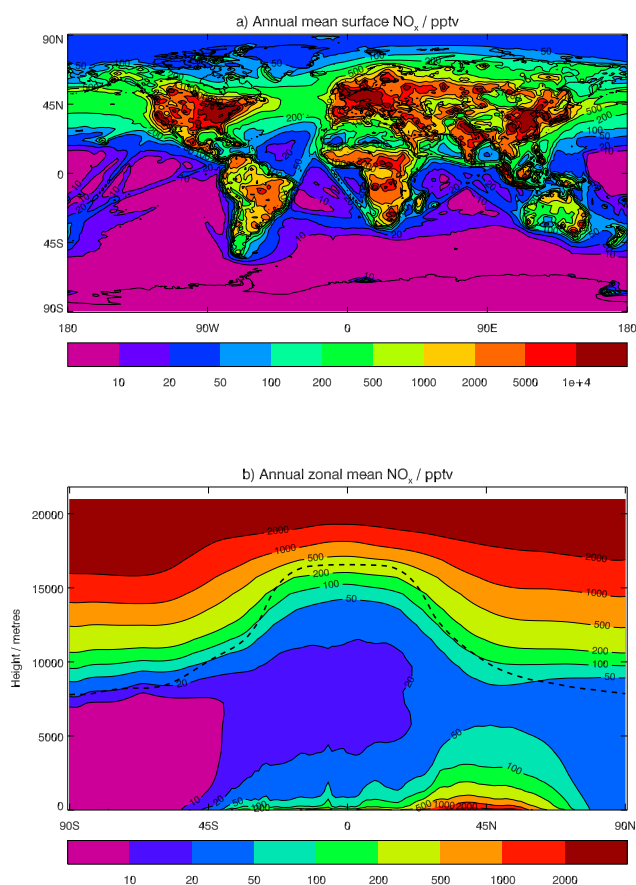 a) Annual mean surface NOx / pptv
90N
45N
0
45S
90S
180 90W 0 90E 180
10 20 50 100 200 500 1000 2000 5000 1e+4
b) Annual zonal mean NOx / pptv
Height / metres
20000
15000
10000
5000
0
2000
1000
500
200
100
50
20
10
90S 45S 0 45N 90N
10 20 50 100 200 500 1000 2000